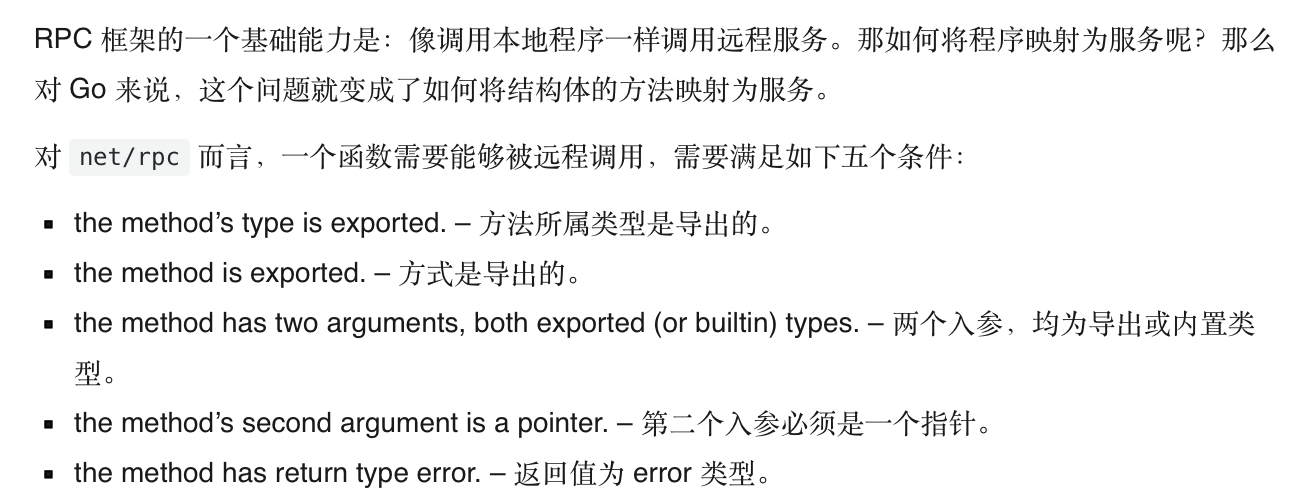 RPC 框架的一个基础能力是：像调用本地程序一样调用远程服务。那如何将程序映射为服务呢？那么
对 Go 来说，这个问题就变成了如何将结构体的方法映射为服务。
对 net/rpc 而言，一个函数需要能够被远程调用，需要满足如下五个条件：
▪ the method’s type is exported. – 方法所属类型是导出的。
▪ the method is exported. – 方式是导出的。
▪ the method has two arguments, both exported (or builtin) types. – 两个入参，均为导出或内置类
型。
▪ the method’s second argument is a pointer. – 第二个入参必须是一个指针。
▪ the method has return type error. – 返回值为 error 类型。